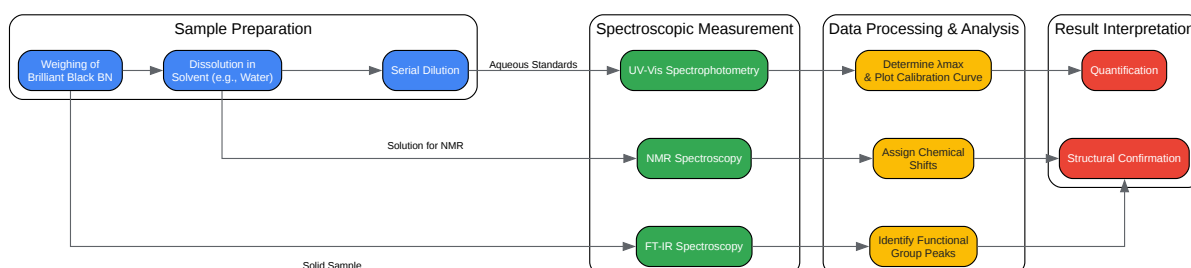 Sample Preparation
Spectroscopic Measurement
Data Processing & Analysis
Result Interpretation
Weighing of
Brilliant Black BN
Dissolution in
Solvent (e.g., Water)
Serial Dilution
Aqueous Standards
UV-Vis Spectrophotometry
Determine λmax
& Plot Calibration Curve
Quantification
Solution for NMR
NMR Spectroscopy
Assign Chemical
Shifts
Structural Confirmation
Solid Sample
FT-IR Spectroscopy
Identify Functional
Group Peaks